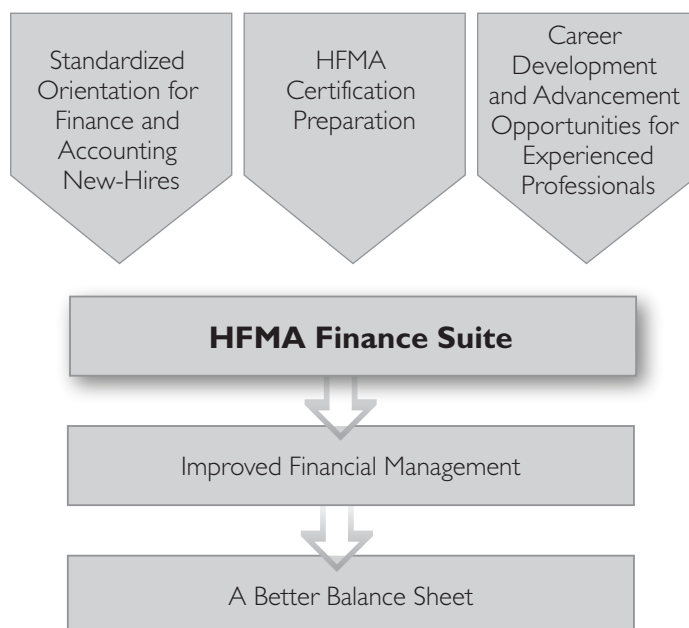 Standardized
Orientation for
Finance and
Accounting
New-Hires
HFMA
Certification
Preparation
Career
Development
and Advancement
Opportunities for
Experienced
Professionals
HFMA Finance Suite
Improved Financial Management
A Better Balance Sheet